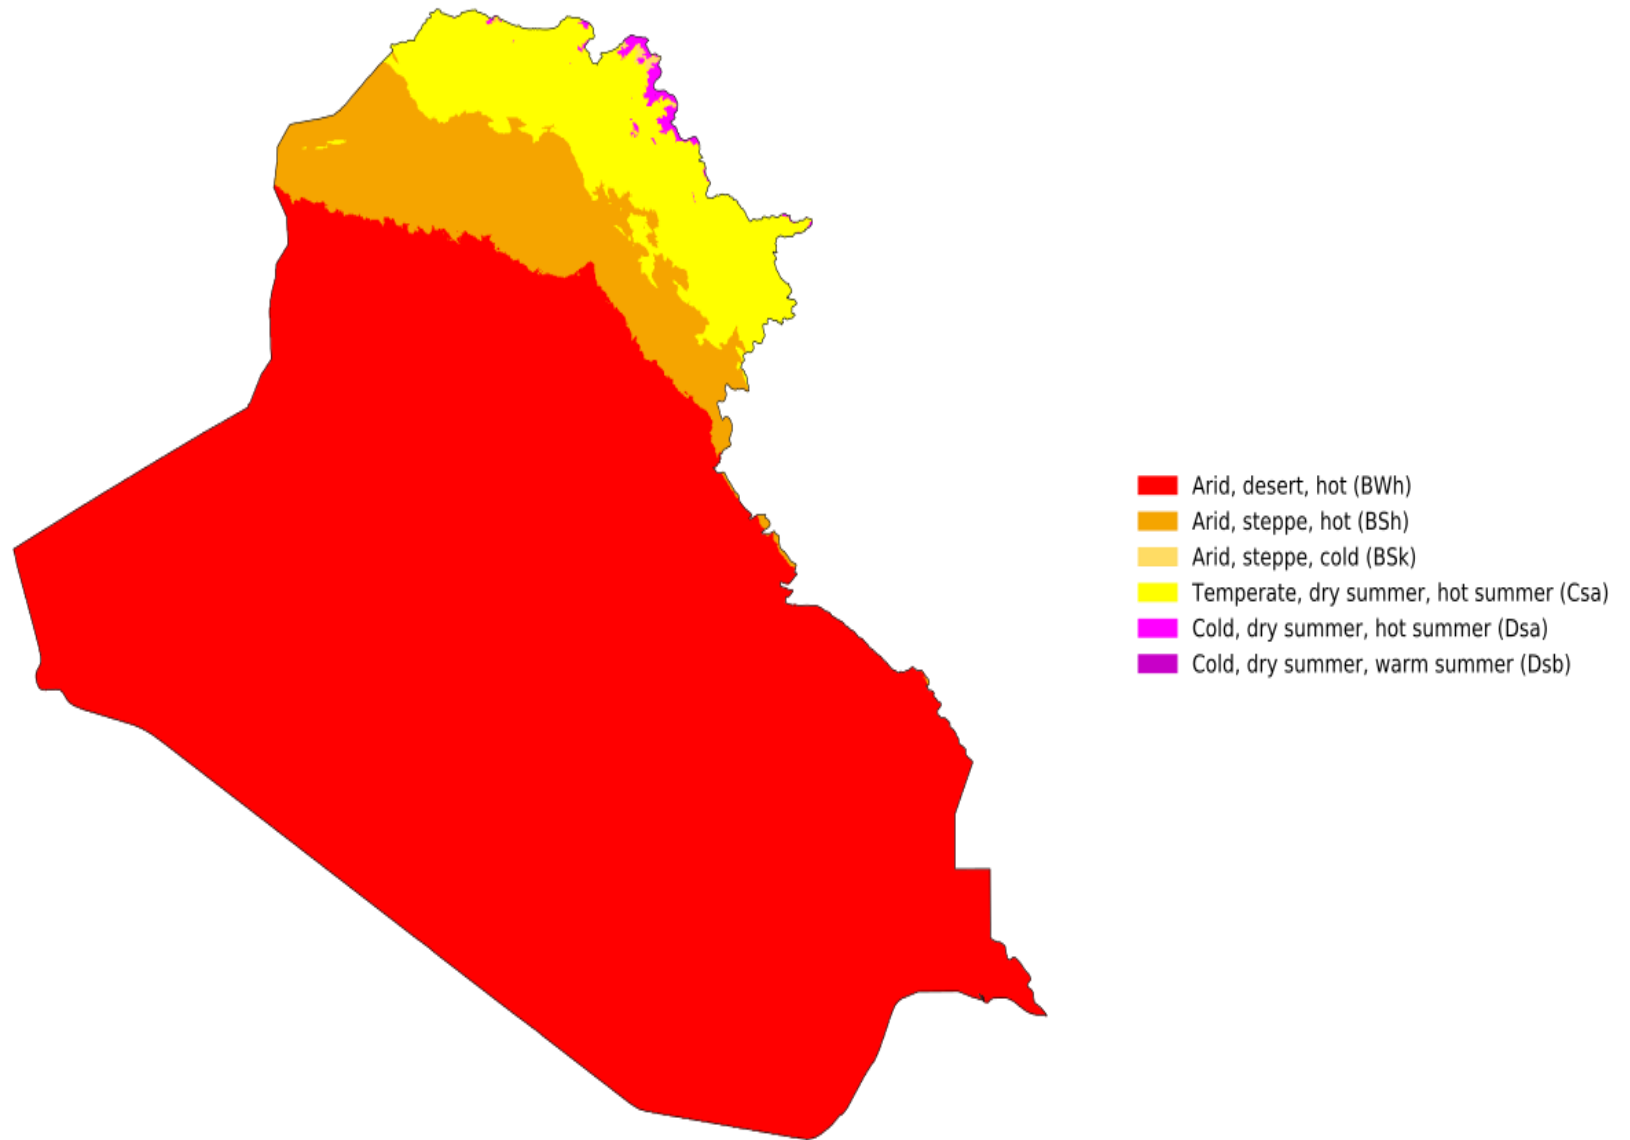 Arid, desert, hot (BWh)
Arid, steppe, hot (BSh)
Arid, steppe, cold (BSk)
Temperate, dry summer, hot summer (Csa)
Cold, dry summer, hot summer (Dsa)
Cold, dry summer, warm summer (Dsb)